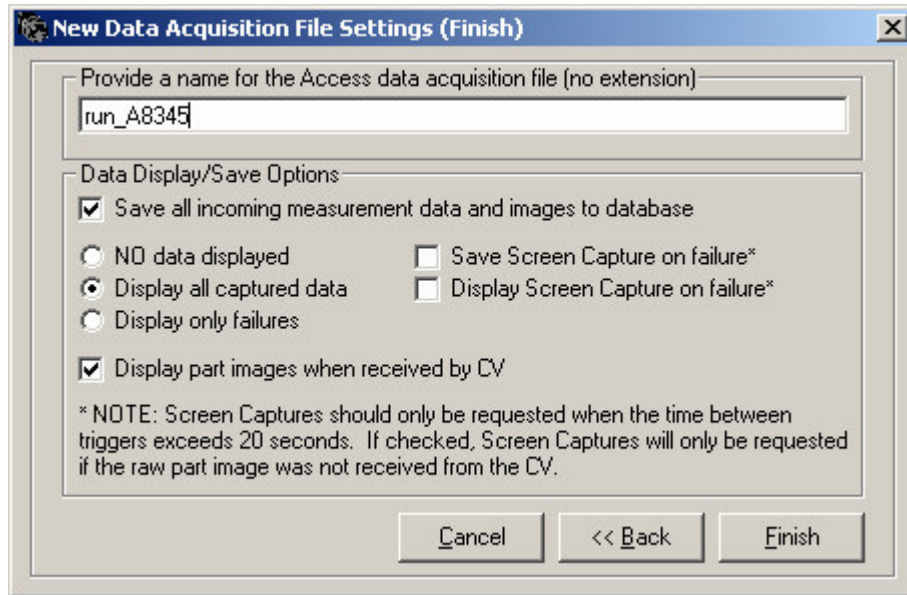 New Data Acquisition File Settings (Finish)
Provide a name for the Access data acquisition file (no extension)
run_A8345
Data Display/Save Options
Save all incoming measurement data and images to database
NO data displayed
Save Screen Capture on failure*
Display all captured data
Display Screen Capture on failure*
Display only failures
Display part images when received by CV
* NOTE: Screen Captures should only be requested when the time between
triggers exceeds 20 seconds.  If checked, Screen Captures will only be requested
if the raw part image was not received from the CV.
Cancel
<< Back
Finish